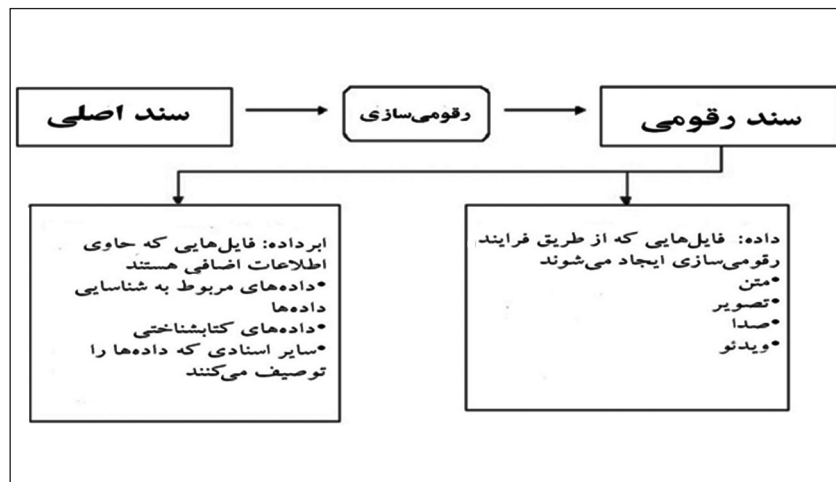 سند اصلی
رقومی‌سازی
سند رقومی
داده: فایل‌هایی که از طریق فرایند
رقومی‌سازی ایجاد می‌شوند
•متن
•تصویر
•صدا
•ویدئو
ابرداده: فایل‌هایی که حاوی
اطلاعات اضافی هستند
•داده‌های مربوط به شناسایی
داده‌ها
•داده‌های کتابشناختی
•سایر اسنادی که داده‌ها را
توصیف می‌کنند